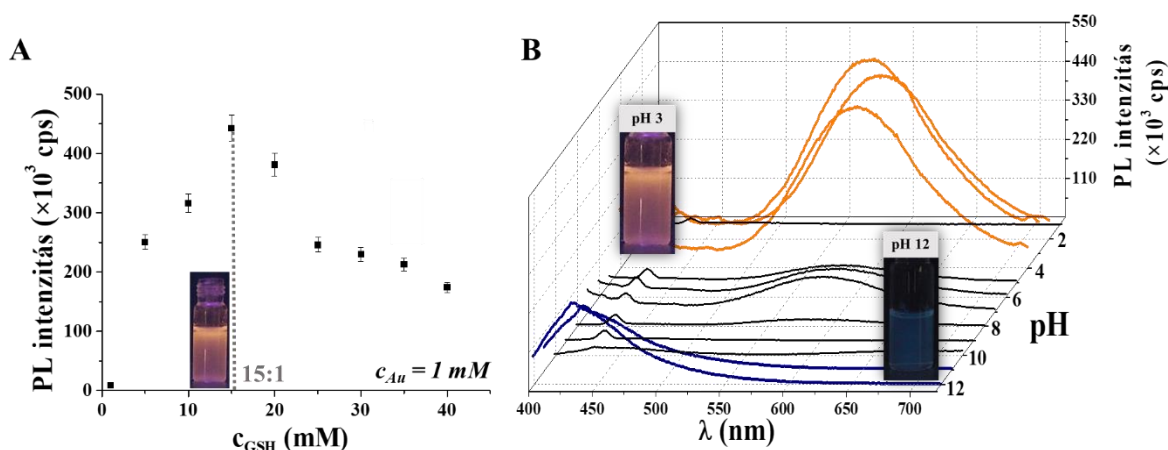 A
PL intenzitás (×10³ cps)
500
400
300
200
100
0
0
10
20
30
40
15:1
c_Au = 1 mM
c_GSH (mM)
B
pH 3
pH 12
550
440
330
220
110
PL intenzitás
(×10³ cps)
2
4
6
8
10
12
pH
400
450
500
550
600
650
700
λ (nm)